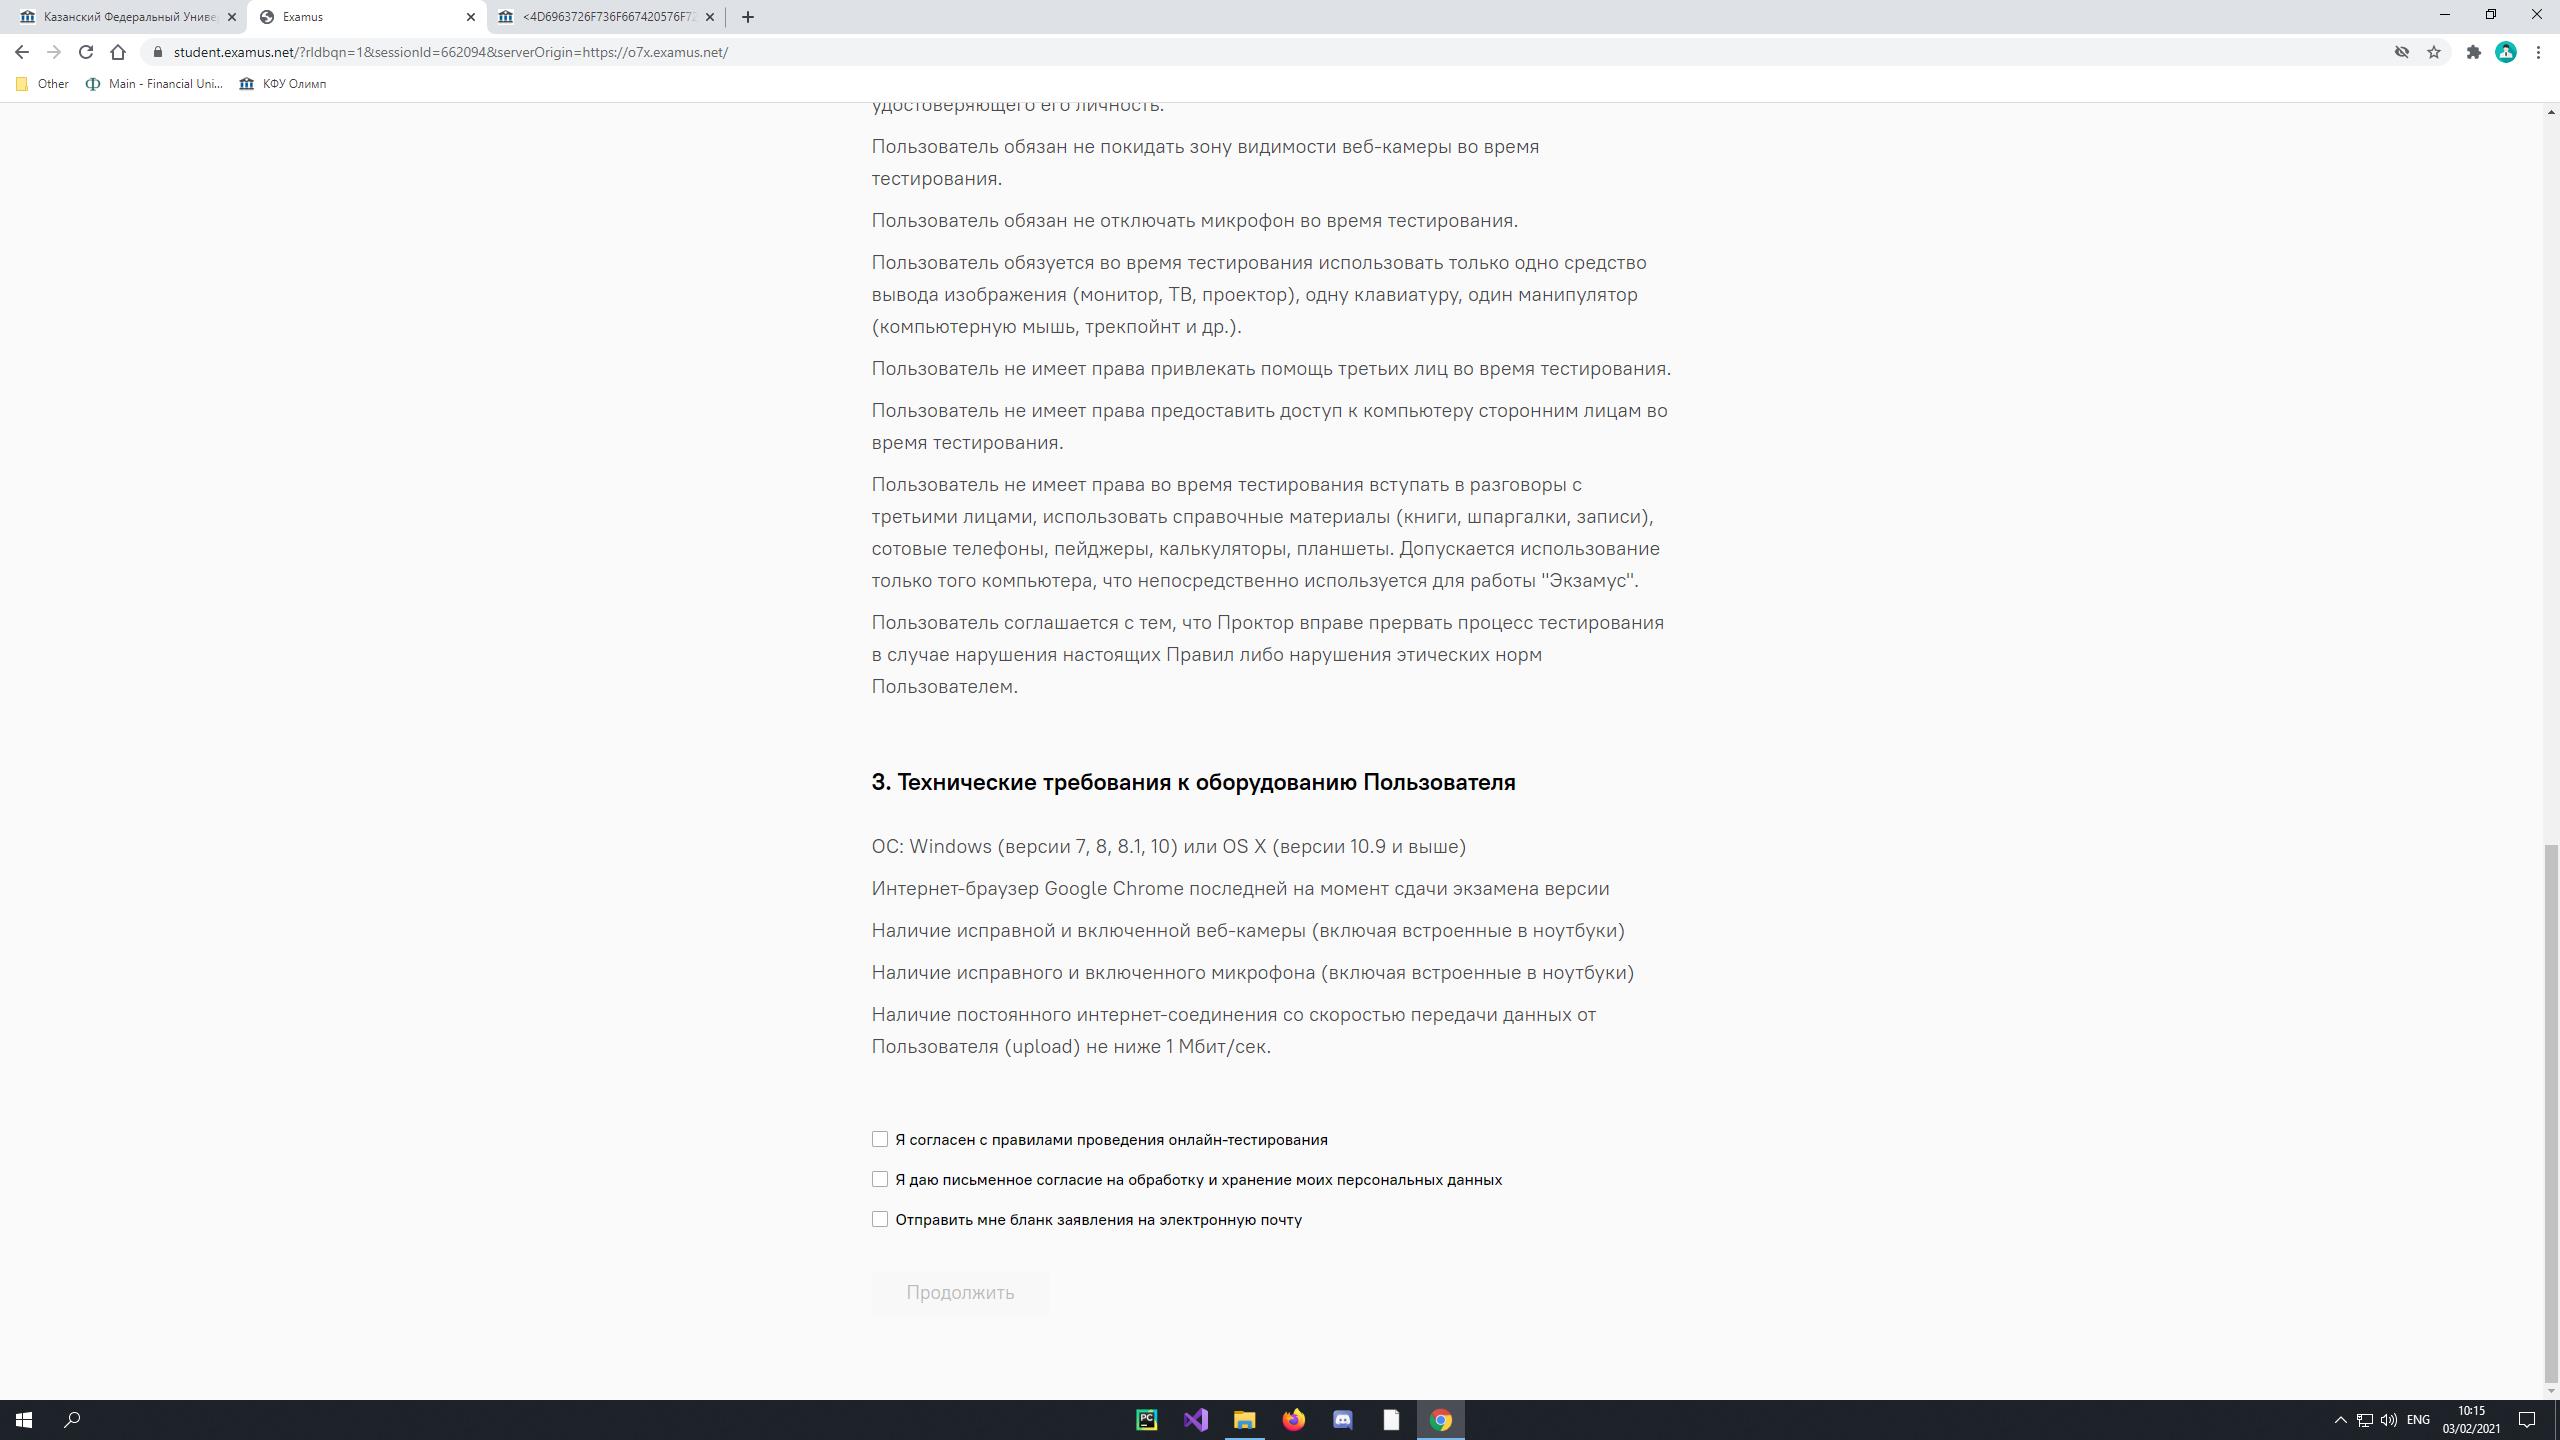 Казанский Федеральный Универ
Examus
<4D6963726F736F667420576F72
student.examus.net/?rldbqn=1&sessionId=662094&serverOrigin=https://o7x.examus.net/
Other
Main - Financial Uni...
КФУ Олимп
удостоверяющего его личность.
Пользователь обязан не покидать зону видимости веб-камеры во время
тестирования.
Пользователь обязан не отключать микрофон во время тестирования.
Пользователь обязуется во время тестирования использовать только одно средство
вывода изображения (монитор, ТВ, проектор), одну клавиатуру, один манипулятор
(компьютерную мышь, трекпойнт и др.).
Пользователь не имеет права привлекать помощь третьих лиц во время тестирования.
Пользователь не имеет права предоставить доступ к компьютеру сторонним лицам во
время тестирования.
Пользователь не имеет права во время тестирования вступать в разговоры с
третьими лицами, использовать справочные материалы (книги, шпаргалки, записи),
сотовые телефоны, пейджеры, калькуляторы, планшеты. Допускается использование
только того компьютера, что непосредственно используется для работы "Экзамус".
Пользователь соглашается с тем, что Проктор вправе прервать процесс тестирования
в случае нарушения настоящих Правил либо нарушения этических норм
Пользователем.
3. Технические требования к оборудованию Пользователя
ОС: Windows (версии 7, 8, 8.1, 10) или OS X (версии 10.9 и выше)
Интернет-браузер Google Chrome последней на момент сдачи экзамена версии
Наличие исправной и включенной веб-камеры (включая встроенные в ноутбуки)
Наличие исправного и включенного микрофона (включая встроенные в ноутбуки)
Наличие постоянного интернет-соединения со скоростью передачи данных от
Пользователя (upload) не ниже 1 Мбит/сек.
Я согласен с правилами проведения онлайн-тестирования
Я даю письменное согласие на обработку и хранение моих персональных данных
Отправить мне бланк заявления на электронную почту
Продолжить
PC
ENG
10:15
03/02/2021